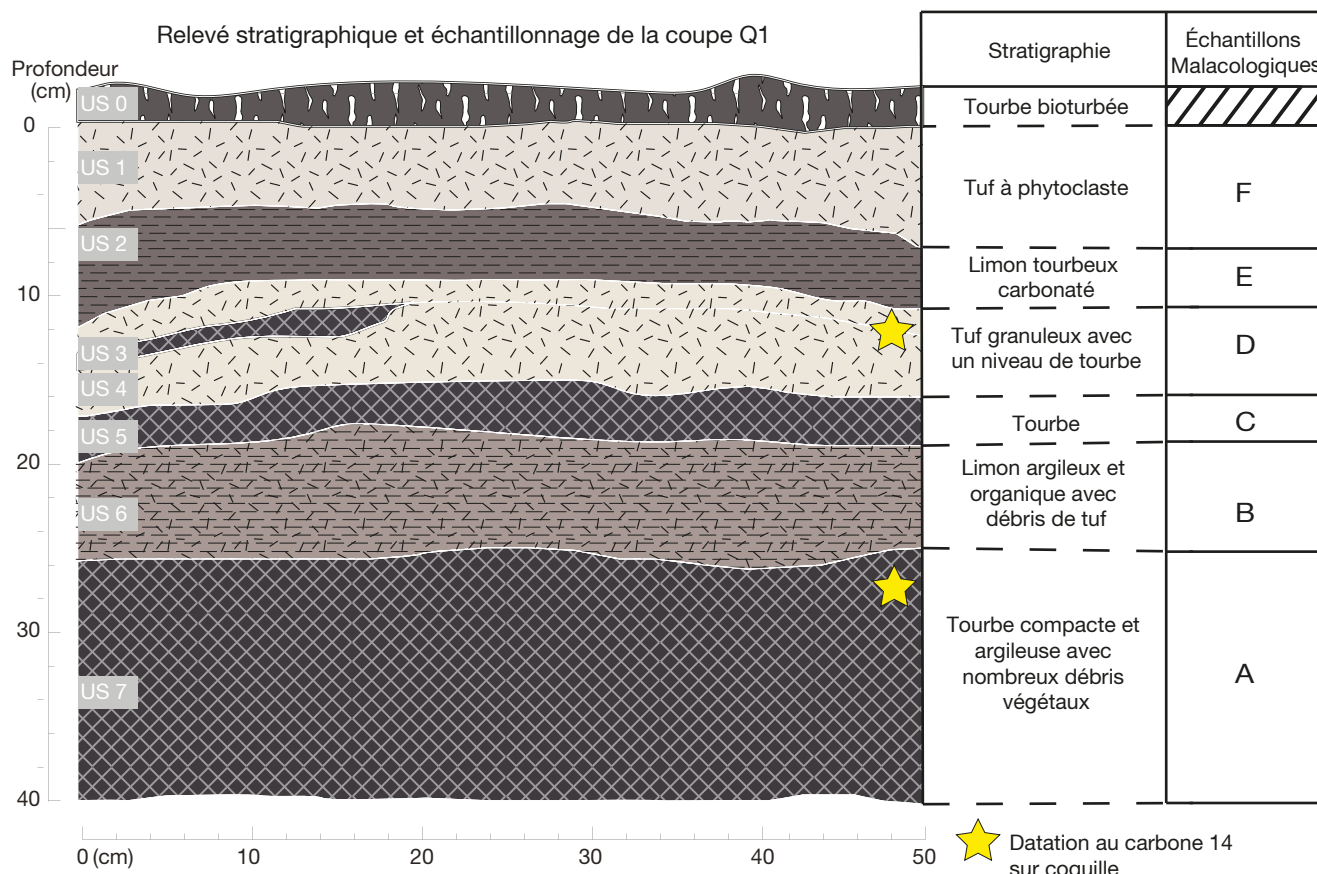 Relevé stratigraphique et échantillonnage de la coupe Q1
Profondeur
(cm)
Stratigraphie
Échantillons
Malacologiques
US 0
Tourbe bioturbée
0
US 1
Tuf à phytoclaste
F
US 2
Limon tourbeux
carbonaté
E
10
US 3
Tuf granuleux avec
un niveau de tourbe
D
US 4
US 5
Tourbe
C
20
US 6
Limon argileux et
organique avec
débris de tuf
B
30
US 7
Tourbe compacte et
argileuse avec
nombreux débris
végétaux
A
40
0 (cm)
10
20
30
40
50
Datation au carbone 14
sur coquille